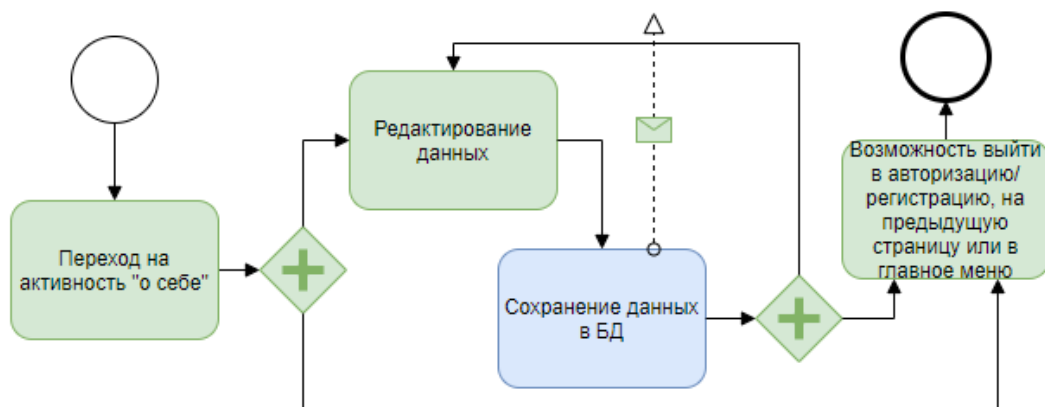 Переход на
активность "о себе"
Редактирование
данных
Сохранение данных
в БД
Возможность выйти
в авторизацию/
регистрацию, на
предыдущую
страницу или в
главное меню